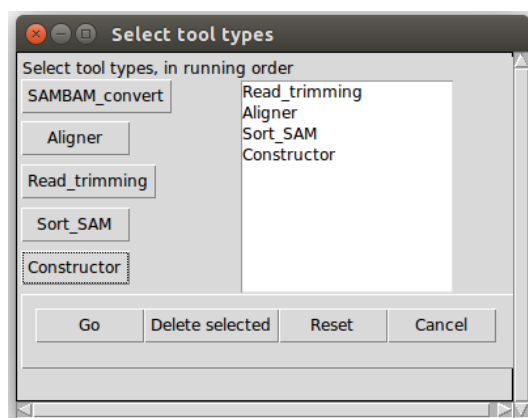 Select tool types
Select tool types, in running order
SAMBAM_convert
Aligner
Read_trimming
Sort_SAM
Constructor
Read_trimming
Aligner
Sort_SAM
Constructor
Go
Delete selected
Reset
Cancel